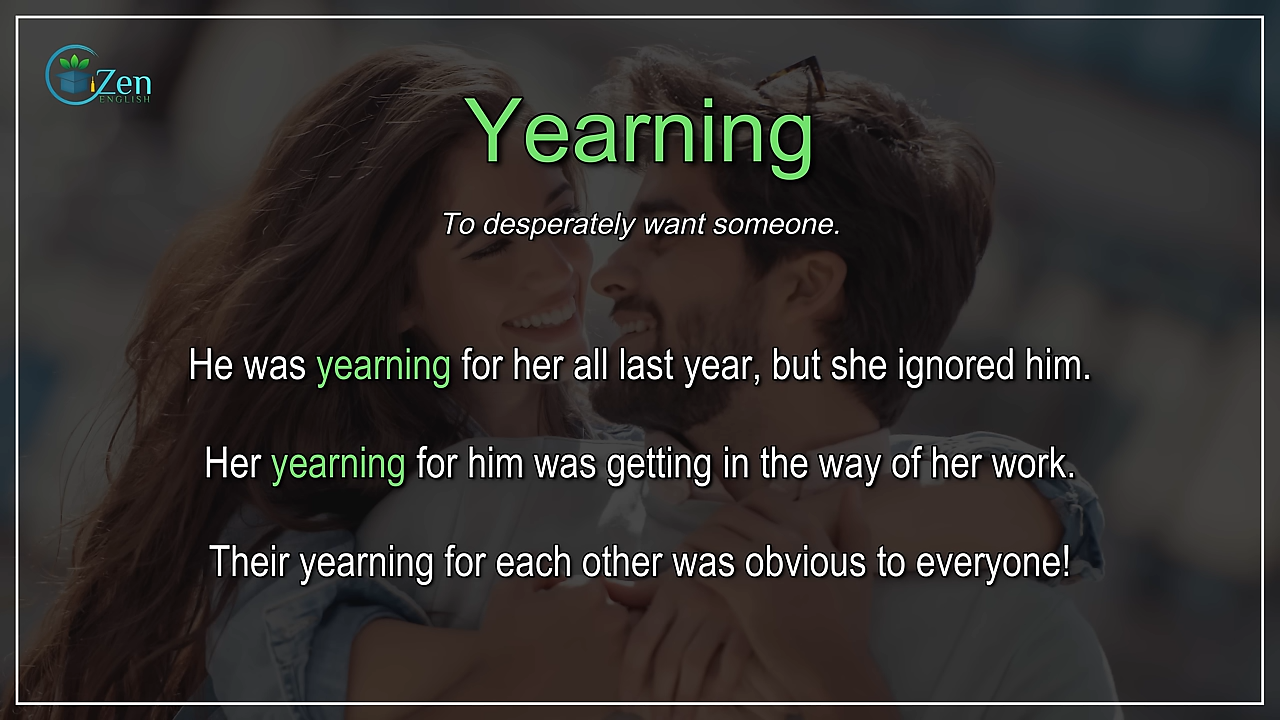 Zen
ENGLISH
Yearning
To desperately want someone.
He was yearning for her all last year, but she ignored him.
Her yearning for him was getting in the way of her work.
Their yearning for each other was obvious to everyone!